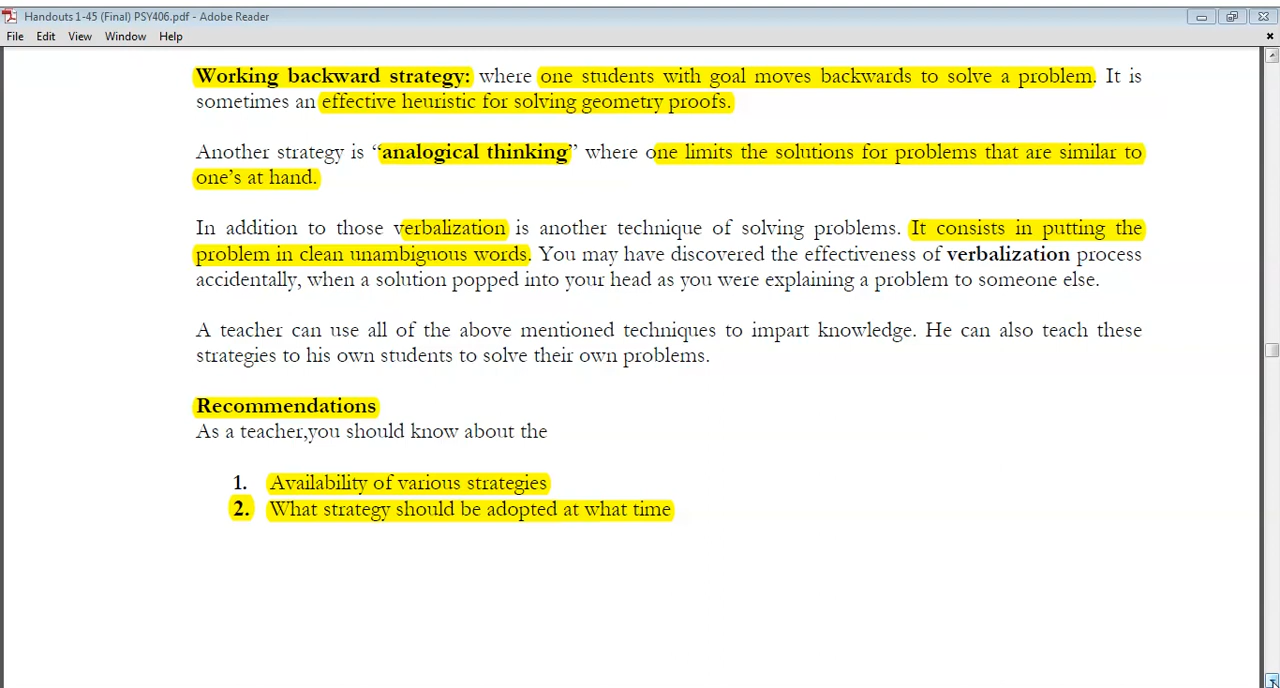 Handouts 1-45 (Final) PSY406.pdf - Adobe Reader
File Edit View Window Help
Working backward strategy: where one students with goal moves backwards to solve a problem. It is
sometimes an effective heuristic for solving geometry proofs.
Another strategy is “analogical thinking” where one limits the solutions for problems that are similar to
one’s at hand.
In addition to those verbalization is another technique of solving problems. It consists in putting the
problem in clean unambiguous words. You may have discovered the effectiveness of verbalization process
accidentally, when a solution popped into your head as you were explaining a problem to someone else.
A teacher can use all of the above mentioned techniques to impart knowledge. He can also teach these
strategies to his own students to solve their own problems.
Recommendations
As a teacher,you should know about the
1. Availability of various strategies
2. What strategy should be adopted at what time